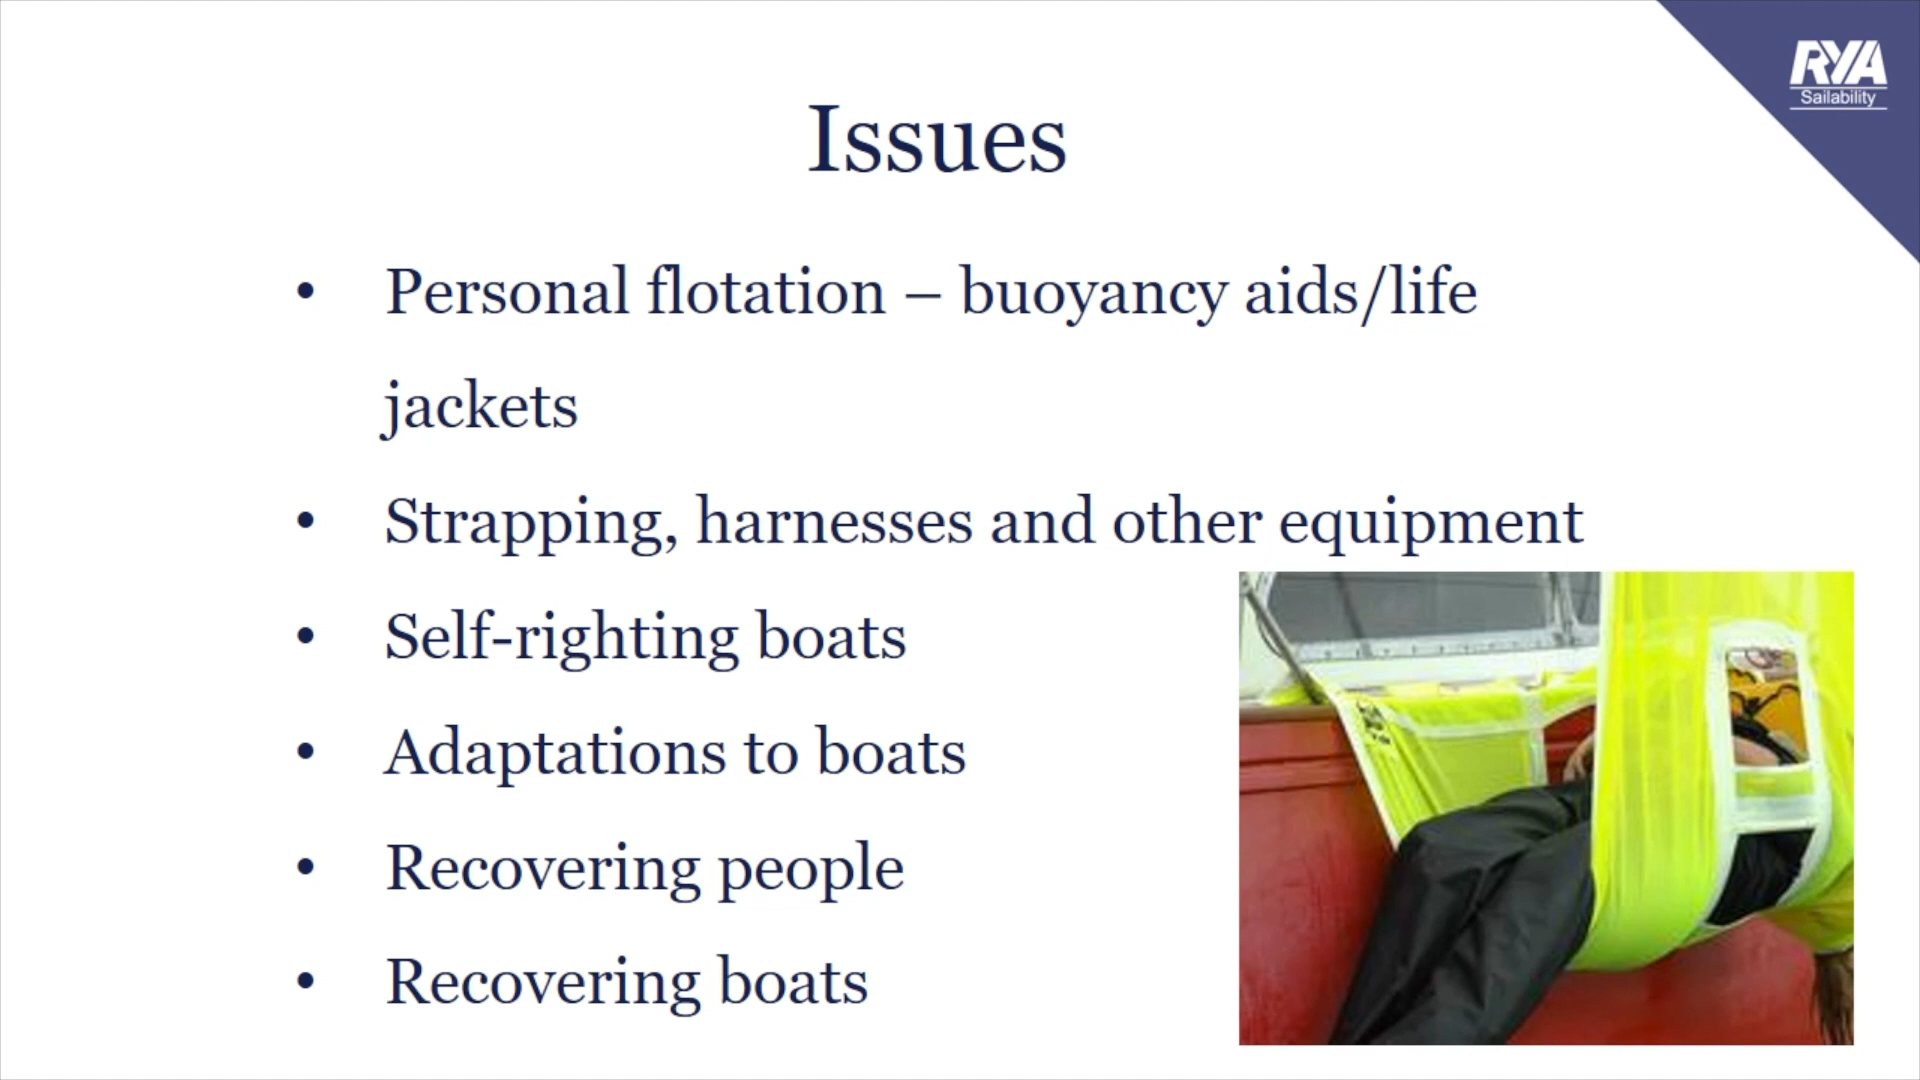 RYA
Sailability
Issues
• Personal flotation – buoyancy aids/life
jackets
• Strapping, harnesses and other equipment
• Self-righting boats
• Adaptations to boats
• Recovering people
• Recovering boats